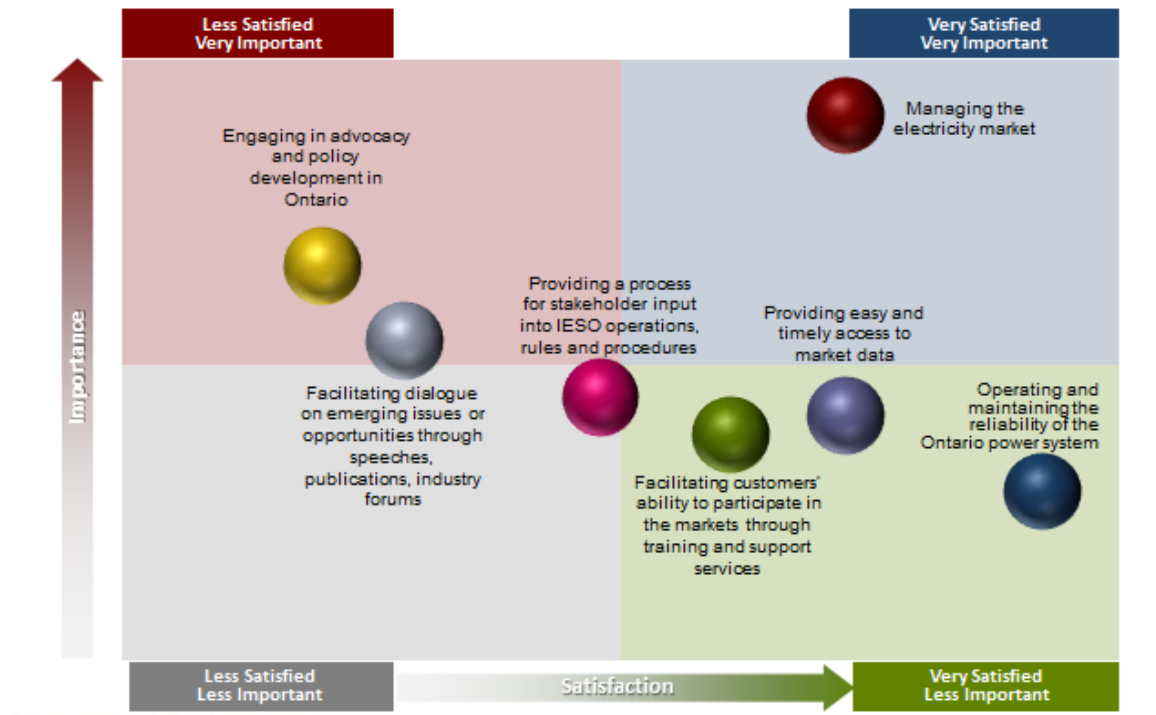 Less Satisfied
Very Important
Very Satisfied
Very Important
Managing the
electricity market
Engaging in advocacy
and policy
development in
Ontario
Providing a process
for stakeholder input
into IESO operations,
rules and procedures
Providing easy and
timely access to
market data
Importance
Facilitating dialogue
on emerging issues or
opportunities through
speeches,
publications, industry
forums
Operating and
maintaining the
reliability of the
Ontario power system
Facilitating customers'
ability to participate in
the markets through
training and support
services
Less Satisfied
Less Important
Satisfaction
Very Satisfied
Less Important